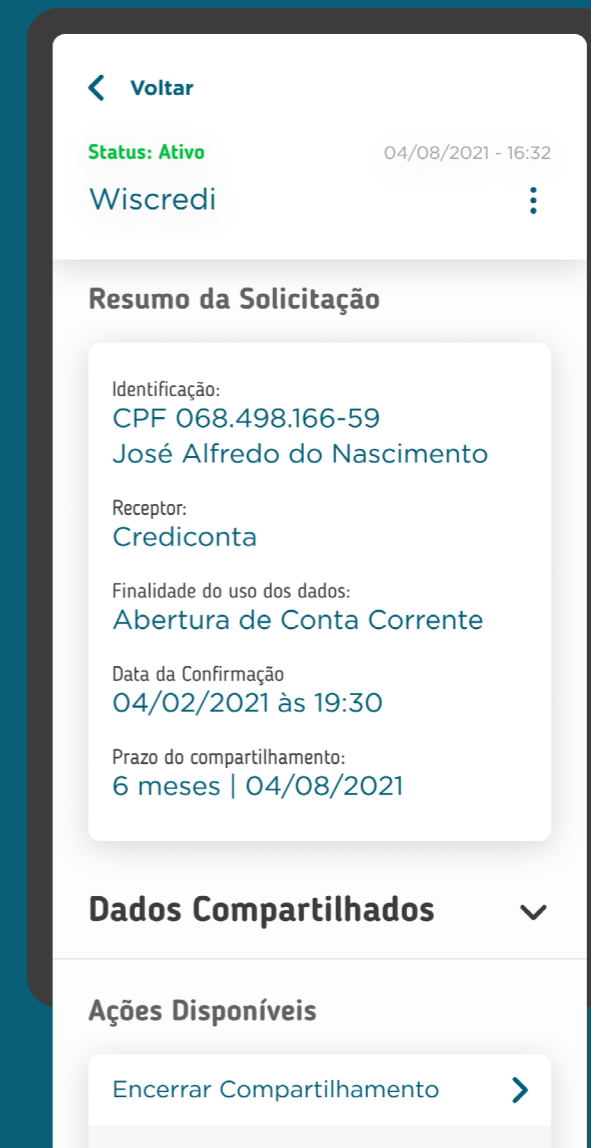 Voltar
Status: Ativo 04/08/2021 - 16:32
Wiscredi
Resumo da Solicitação
Identificação:
CPF 068.498.166-59
José Alfredo do Nascimento
Receptor:
Crediconta
Finalidade do uso dos dados:
Abertura de Conta Corrente
Data da Confirmação
04/02/2021 às 19:30
Prazo do compartilhamento:
6 meses | 04/08/2021
Dados Compartilhados
Ações Disponíveis
Encerrar Compartilhamento